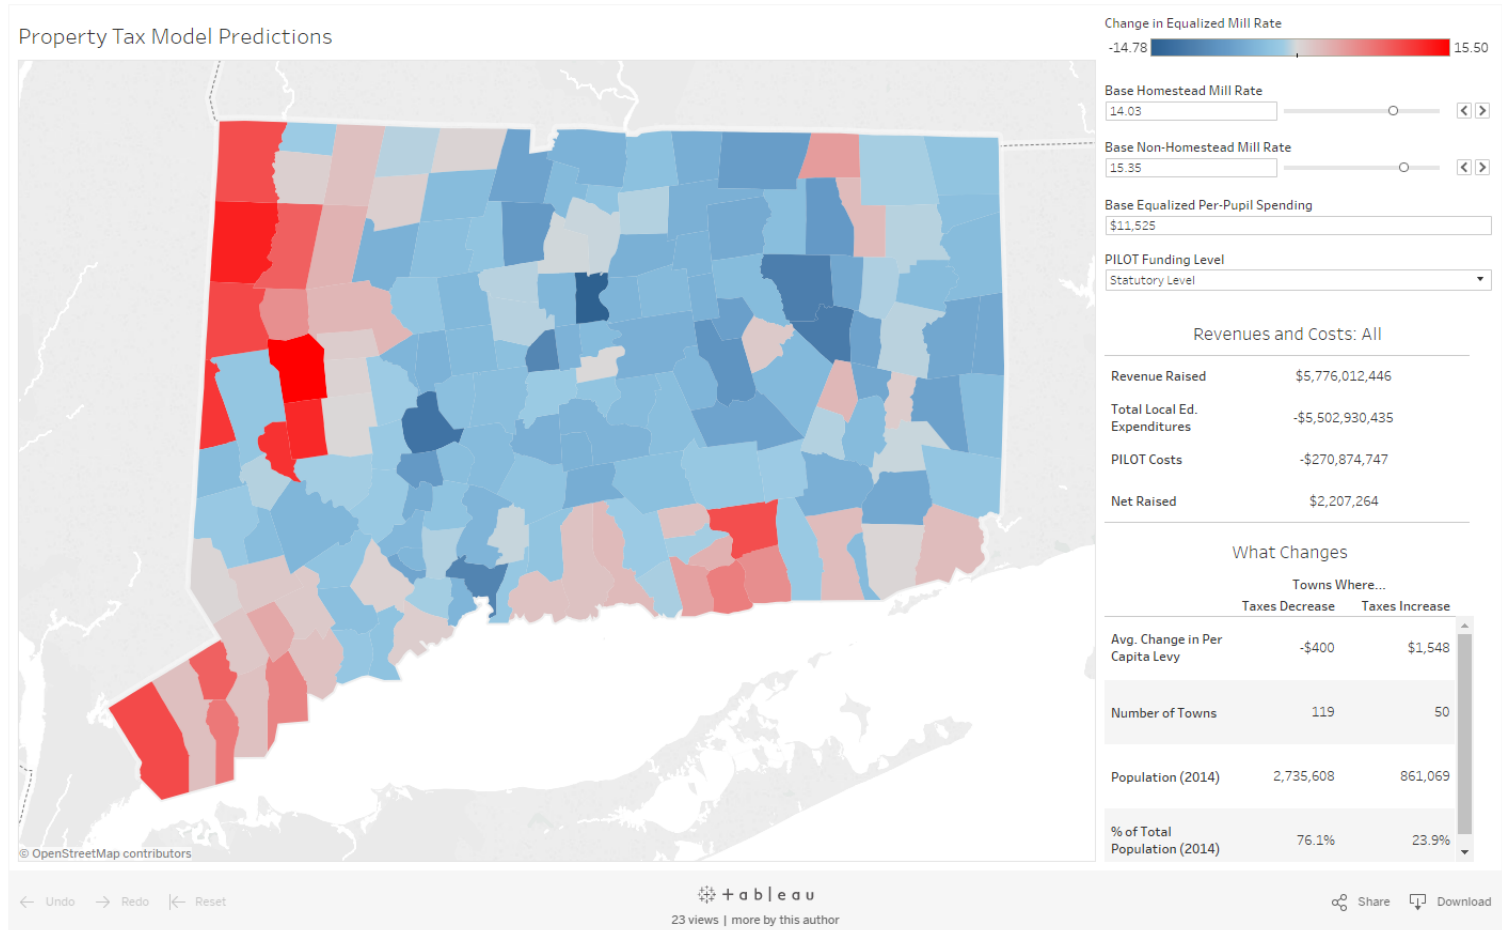 Property Tax Model Predictions
Change in Equalized Mill Rate
-14.78 15.50
Base Homestead Mill Rate
14.03
Base Non-Homestead Mill Rate
15.35
Base Equalized Per-Pupil Spending
$11,525
PILOT Funding Level
Statutory Level
Revenues and Costs: All
Revenue Raised $5,776,012,446
Total Local Ed.
Expenditures -$5,502,930,435
PILOT Costs -$270,874,747
Net Raised $2,207,264
What Changes
Towns Where...
Taxes Decrease Taxes Increase
Avg. Change in Per
Capita Levy -$400 $1,548
Number of Towns 119 50
Population (2014) 2,735,608 861,069
% of Total
Population (2014) 76.1% 23.9%
© OpenStreetMap contributors
Undo Redo Reset
+ableau
23 views | more by this author
Share Download